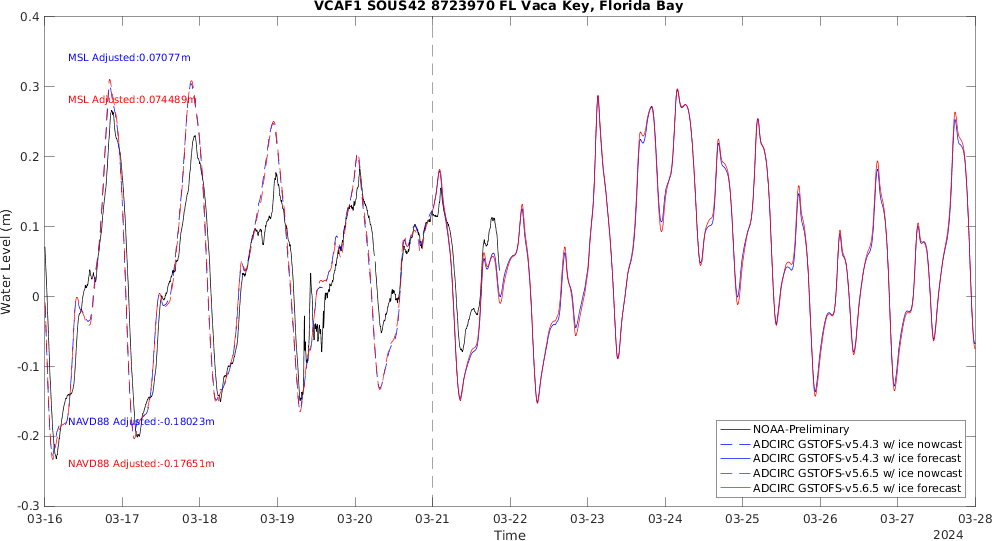 VCAF1 SOUS42 8723970 FL Vaca Key, Florida Bay
0.4
0.3
0.2
0.1
0
-0.1
-0.2
-0.3
Water Level (m)
MSL Adjusted:0.07077m
MSL Adjusted:0.074489m
NAVD88 Adjusted:-0.18023m
NAVD88 Adjusted:-0.17651m
NOAA-Preliminary
ADCIRC GSTOFS-v5.4.3 w/ ice nowcast
ADCIRC GSTOFS-v5.4.3 w/ ice forecast
ADCIRC GSTOFS-v5.6.5 w/ ice nowcast
ADCIRC GSTOFS-v5.6.5 w/ ice forecast
03-16 03-17 03-18 03-19 03-20 03-21 03-22 03-23 03-24 03-25 03-26 03-27 03-28
Time
2024